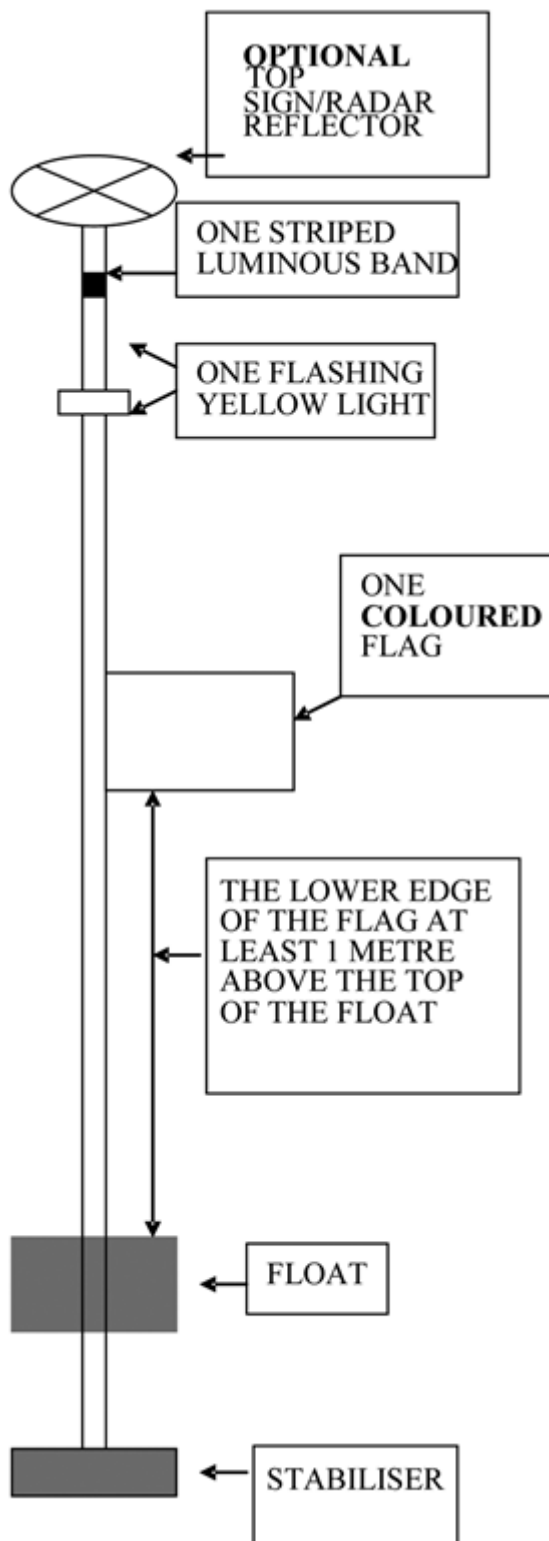 OPTIONAL
TOP
SIGN/RADAR
REFLECTOR
ONE STRIPED
LUMINOUS BAND
ONE FLASHING
YELLOW LIGHT
ONE
COLOURED
FLAG
THE LOWER EDGE
OF THE FLAG AT
LEAST 1 METRE
ABOVE THE TOP
OF THE FLOAT
FLOAT
STABILISER